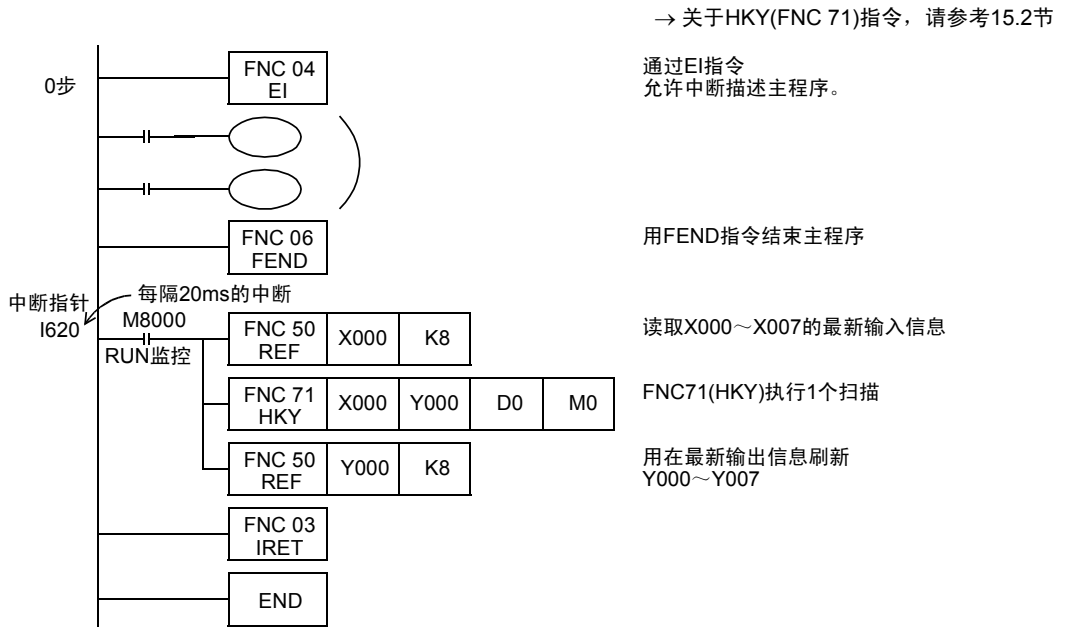 → 关于HKY(FNC 71)指令，请参考15.2节
0步
FNC 04
EI
通过EI指令
允许中断描述主程序。
FNC 06
FEND
用FEND指令结束主程序
中断指针
I620
每隔20ms的中断
M8000
RUN监控
FNC 50
REF
X000
K8
读取X000～X007的最新输入信息
FNC 71
HKY
X000
Y000
D0
M0
FNC71(HKY)执行1个扫描
FNC 50
REF
Y000
K8
用在最新输出信息刷新
Y000～Y007
FNC 03
IRET
END